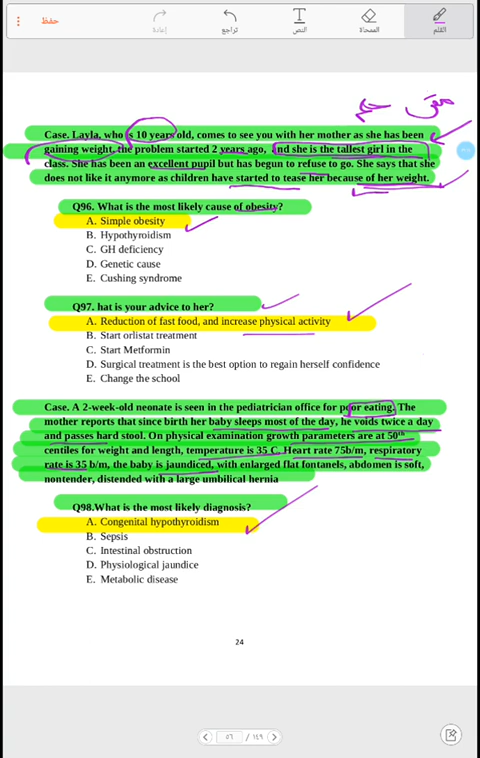 حفظ
إعادة
تراجع
النص
الممحاة
القلم
Case. Layla, who is 10 years old, comes to see you with her mother as she has been
gaining weight, the problem started 2 years ago, and she is the tallest girl in the
class. She has been an excellent pupil but has begun to refuse to go. She says that she
does not like it anymore as children have started to tease her because of her weight.
Q96. What is the most likely cause of obesity?
A. Simple obesity
B. Hypothyroidism
C. GH deficiency
D. Genetic cause
E. Cushing syndrome
Q97. hat is your advice to her?
A. Reduction of fast food, and increase physical activity
B. Start orlistat treatment
C. Start Metformin
D. Surgical treatment is the best option to regain herself confidence
E. Change the school
Case. A 2-week-old neonate is seen in the pediatrician office for poor eating. The
mother reports that since birth her baby sleeps most of the day, he voids twice a day
and passes hard stool. On physical examination growth parameters are at 50th
centiles for weight and length, temperature is 35 C, Heart rate 75b/m, respiratory
rate is 35 b/m, the baby is jaundiced, with enlarged flat fontanels, abdomen is soft,
nontender, distended with a large umbilical hernia
Q98.What is the most likely diagnosis?
A. Congenital hypothyroidism
B. Sepsis
C. Intestinal obstruction
D. Physiological jaundice
E. Metabolic disease
24
٥٦ / ١٤٩